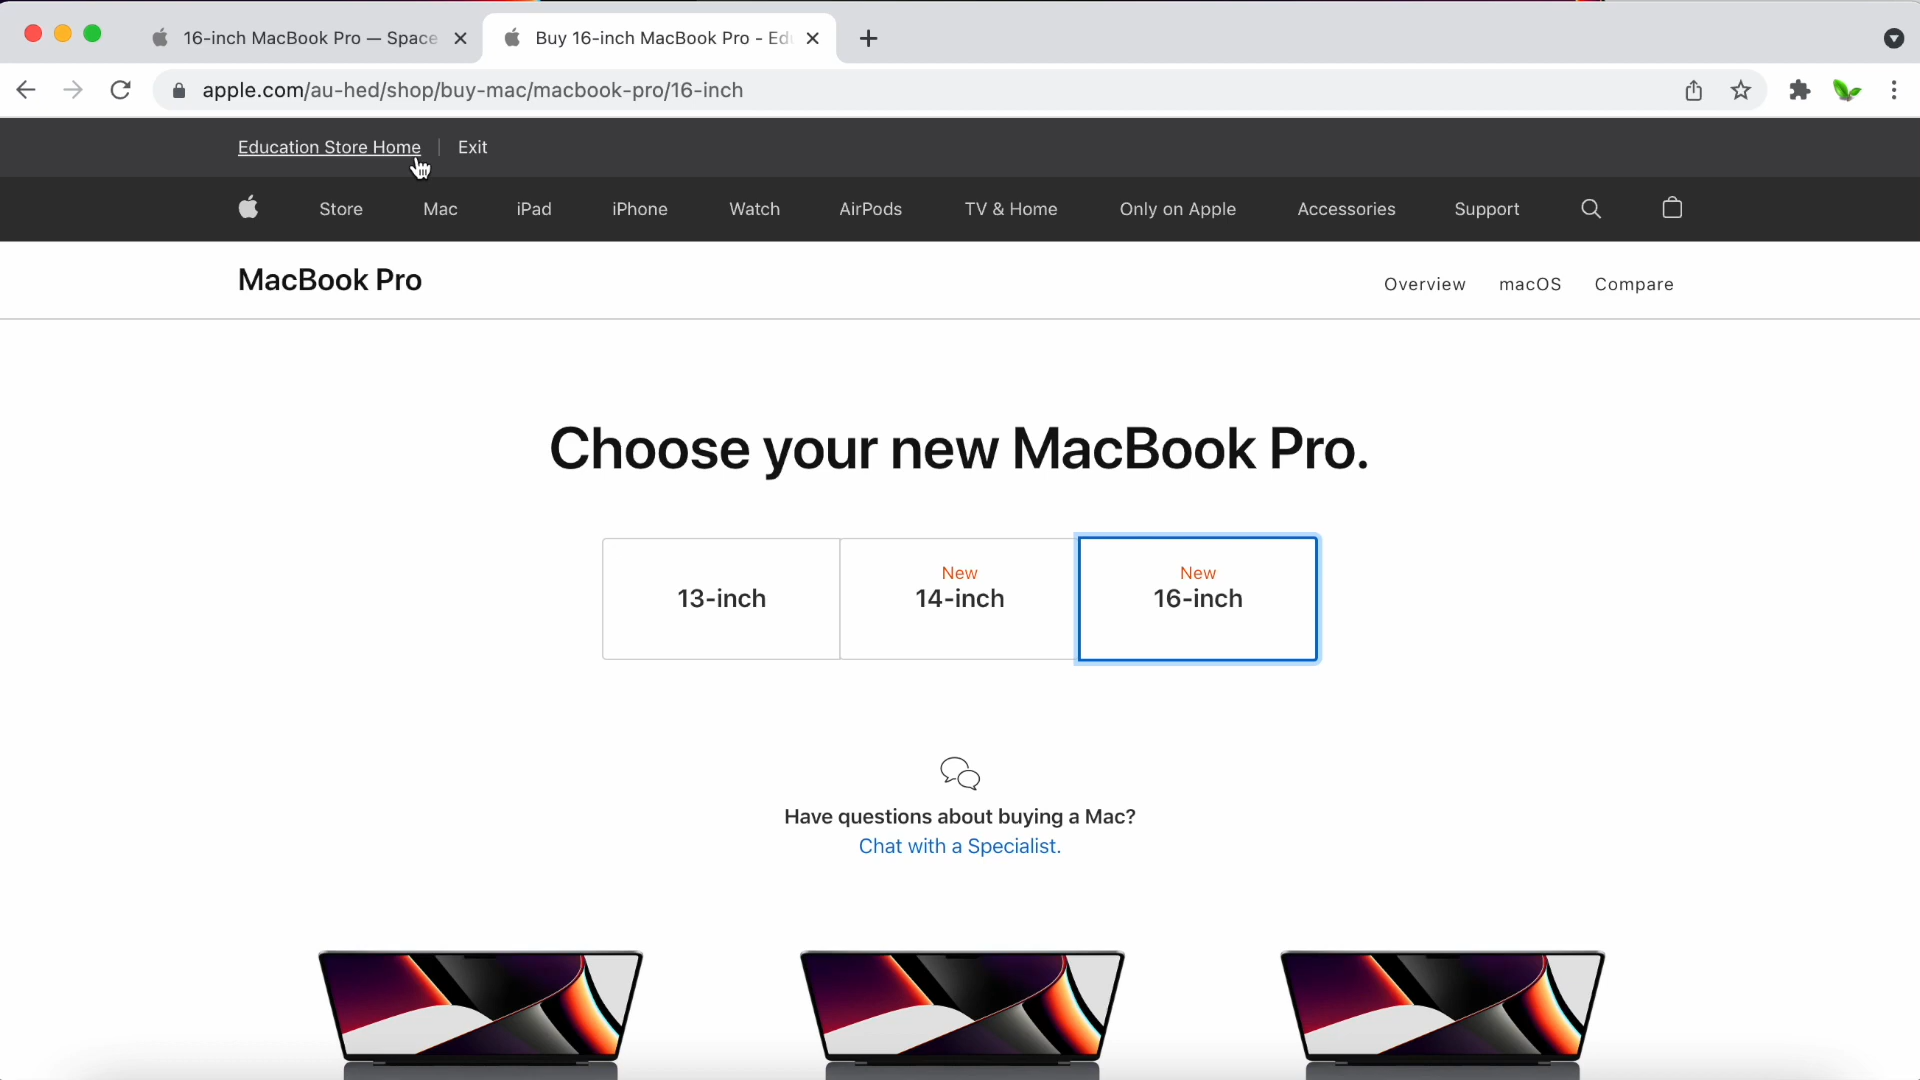 16-inch MacBook Pro — Space
Buy 16-inch MacBook Pro - Edu
apple.com/au-hed/shop/buy-mac/macbook-pro/16-inch
Education Store Home Exit
Store Mac iPad iPhone Watch AirPods TV & Home Only on Apple Accessories Support
MacBook Pro
Overview macOS Compare
Choose your new MacBook Pro.
13-inch
New
14-inch
New
16-inch
Have questions about buying a Mac?
Chat with a Specialist.